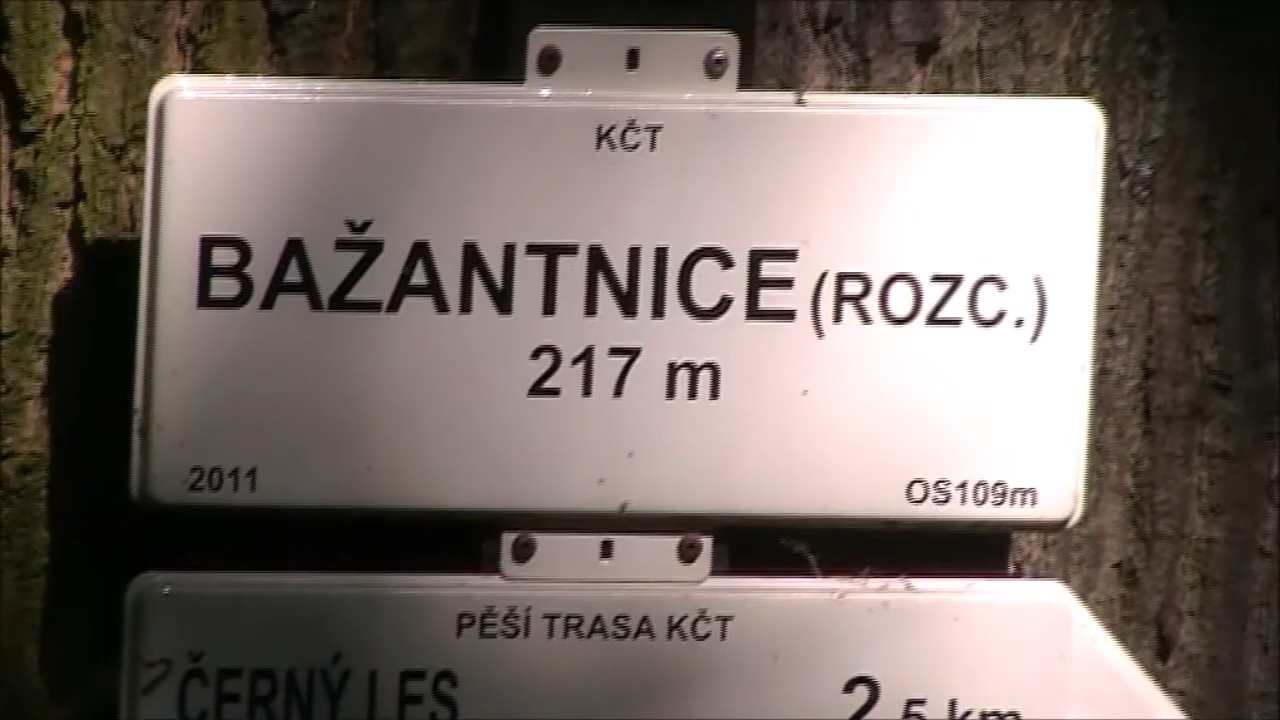 KČT
BAŽANTNICE (ROZC.)
217 m
2011 OS109m
PĚŠÍ TRASA KČT
ČERNÝ LES 2,5 km